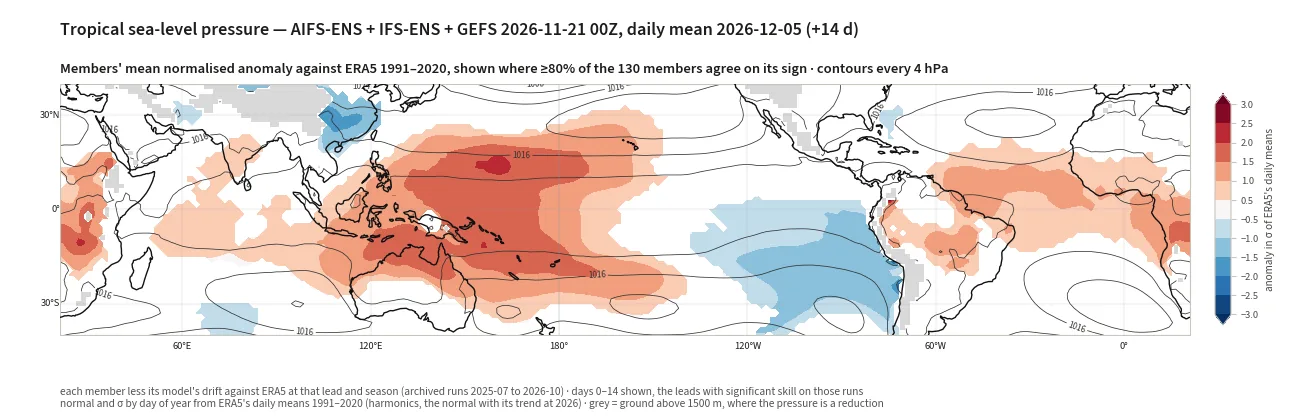 Tropical sea-level pressure — AIFS-ENS + IFS-ENS + GEFS 2026-11-21 00Z, daily mean 2026-12-05 (+14 d)
Members' mean normalised anomaly against ERA5 1991–2020, shown where ≥80% of the 130 members agree on its sign · contours every 4 hPa
1016
1016
1016
1016
1016
1016
1016
1016
1016
1016
1016
30°N
0°
30°S
60°E
120°E
180°
120°W
60°W
0°
3.0
2.5
2.0
1.5
1.0
0.5
−0.5
−1.0
−1.5
−2.0
−2.5
−3.0
anomaly in σ of ERA5's daily means
each member less its model's drift against ERA5 at that lead and season (archived runs 2025-07 to 2026-10) · days 0–14 shown, the leads with significant skill on those runs
normal and σ by day of year from ERA5's daily means 1991–2020 (harmonics, the normal with its trend at 2026) · grey = ground above 1500 m, where the pressure is a reduction